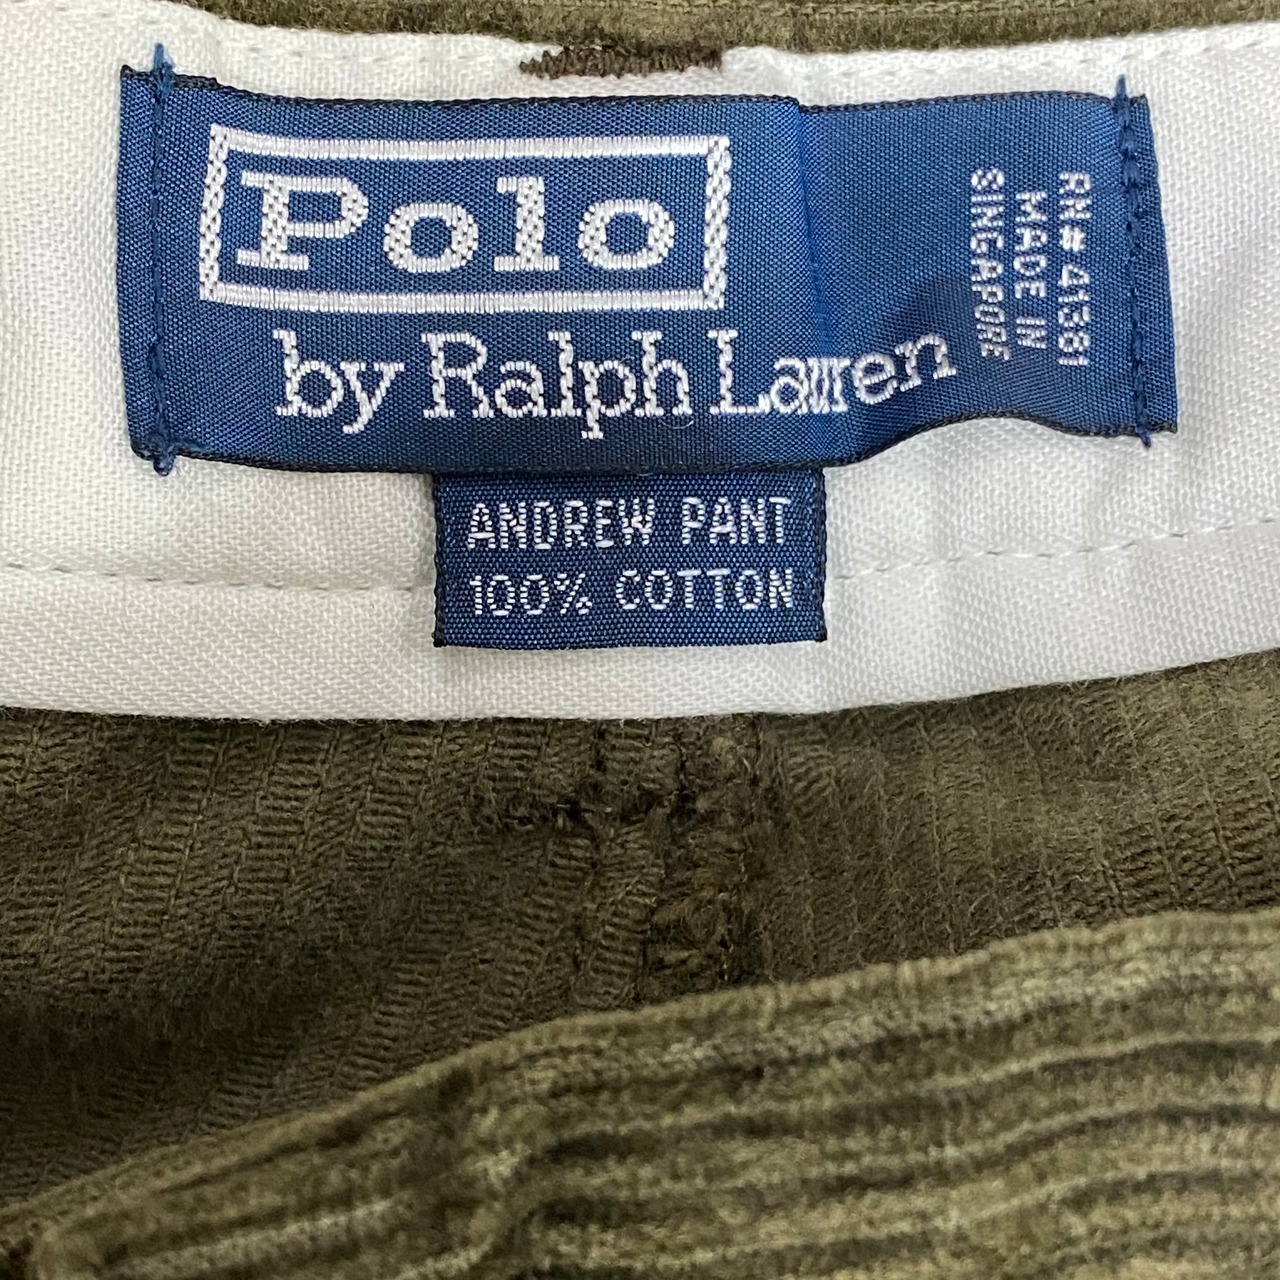 Polo
by Ralph Lauren
RN# 41381
MADE IN
SINGAPORE
ANDREW PANT
100% COTTON